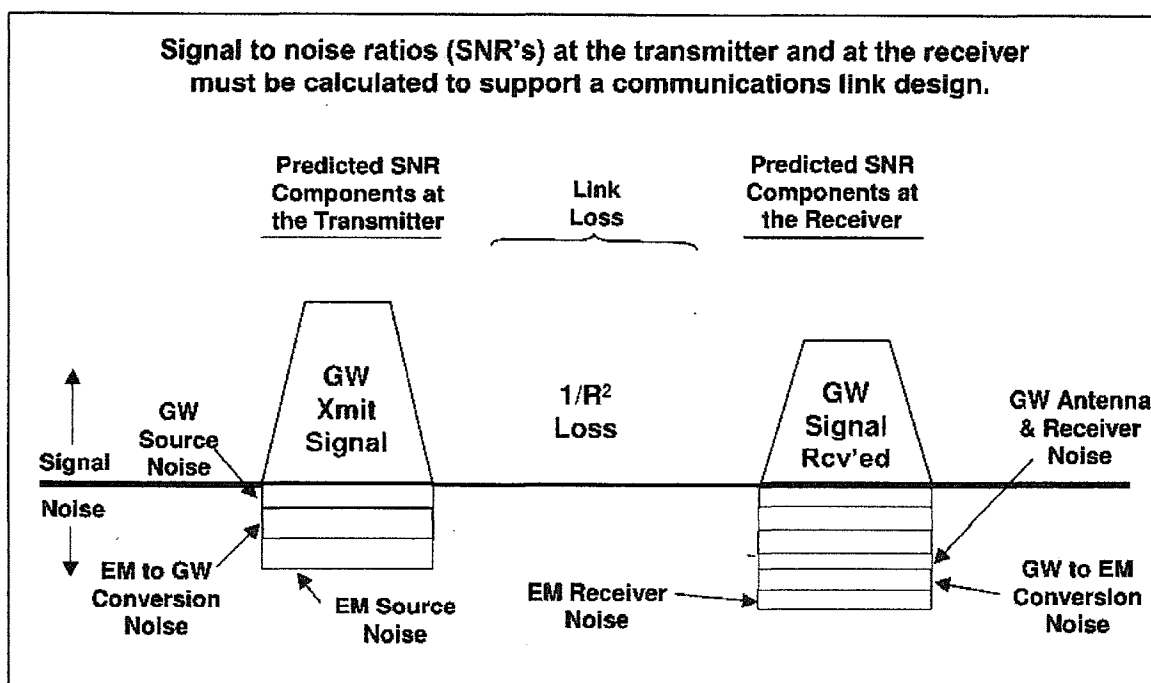 Signal to noise ratios (SNR's) at the transmitter and at the receiver
must be calculated to support a communications link design.
Predicted SNR
Components at
the Transmitter
Link
Loss
Predicted SNR
Components at
the Receiver
GW
Xmit
Signal
1/R²
Loss
GW
Signal
Rcv'ed
GW
Source
Noise
GW Antenna
& Receiver
Noise
Signal
Noise
EM to GW
Conversion
Noise
EM Source
Noise
EM Receiver
Noise
GW to EM
Conversion
Noise